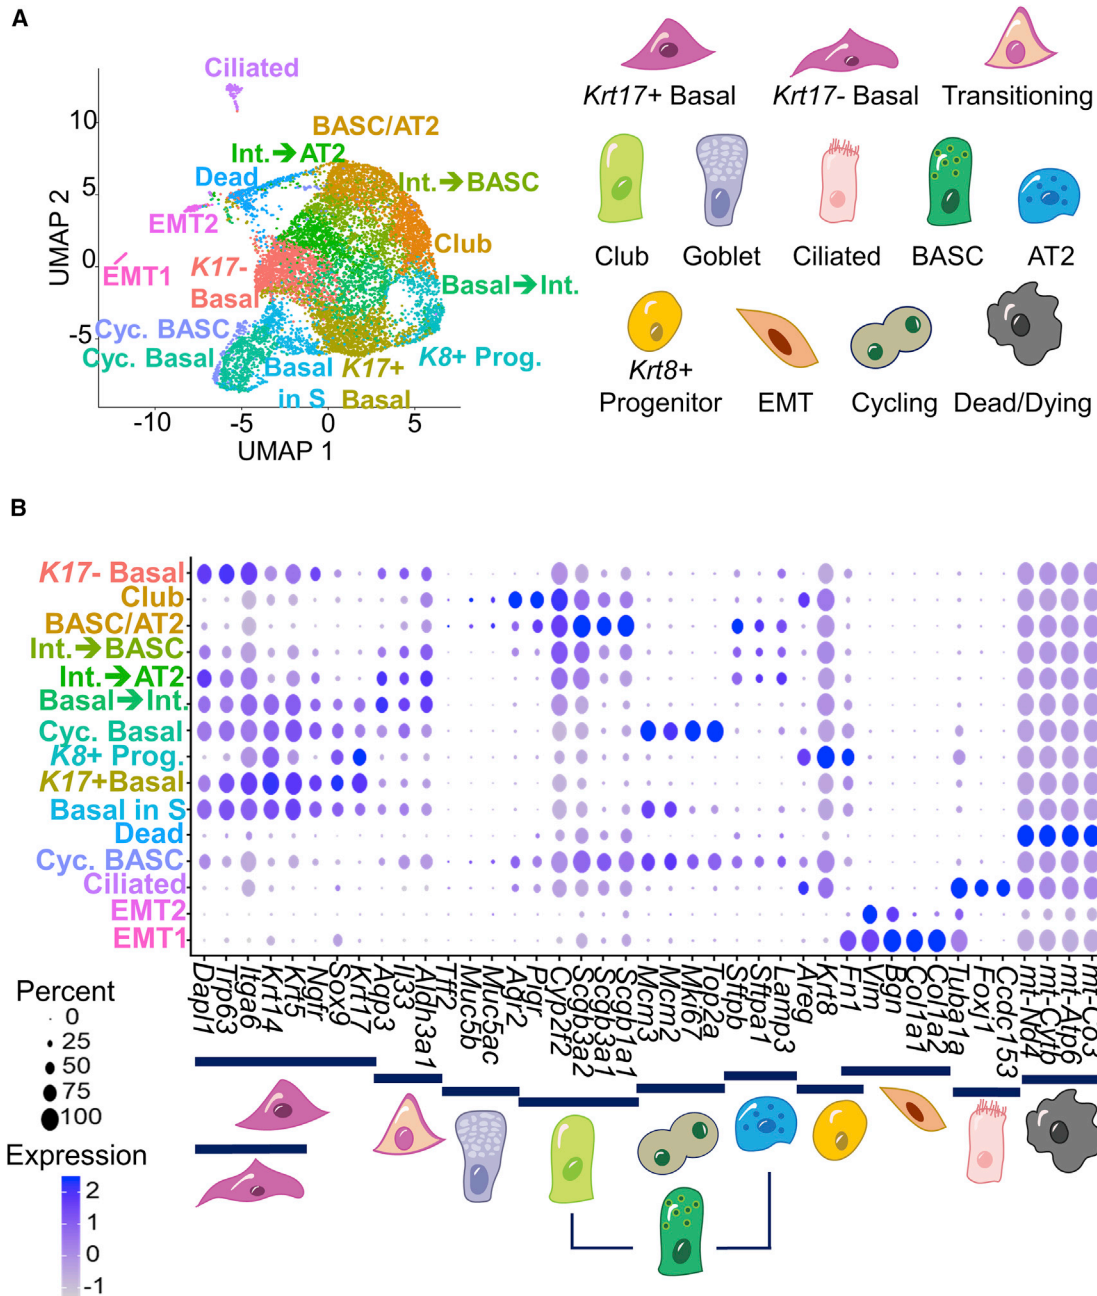 A
Ciliated
BASC/AT2
Int.➔AT2
Dead
Int.➔BASC
EMT2
Club
EMT1
K17-
Basal
Basal➔Int.
Cyc. BASC
Cyc. Basal
K8+ Prog.
Basal
in S
K17+
Basal
10
5
0
-5
UMAP 2
-10
-5
0
5
UMAP 1
Krt17+ Basal
Krt17- Basal
Transitioning
Club
Goblet
Ciliated
BASC
AT2
Krt8+
Progenitor
EMT
Cycling
Dead/Dying
B
K17- Basal
Club
BASC/AT2
Int.➔BASC
Int.➔AT2
Basal➔Int.
Cyc. Basal
K8+ Prog.
K17+Basal
Basal in S
Dead
Cyc. BASC
Ciliated
EMT2
EMT1
Dapl1
Trp63
Itga6
Krt14
Krt5
Ngfr
Sox9
Krt17
Aqp3
Il33
Aldh3a1
Tff2
Muc5b
Muc5ac
Agr2
Pigr
Cyp2f2
Scgb3a2
Scgb3a1
Scgb1a1
Mcm3
Mcm2
Mki67
Top2a
Sftpb
Sftpa1
Lamp3
Areg
Krt8
Fn1
Vim
Bgn
Col1a1
Col1a2
Tuba1a
Foxj1
Ccdc153
mt-Nd4
mt-Cytb
mt-Atp6
mt-Co3
Percent
0
25
50
75
100
Expression
2
1
0
-1